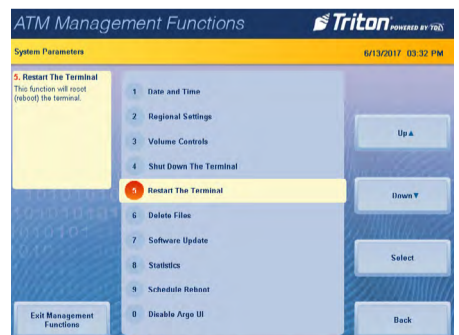 ATM Management Functions
Triton POWERED BY TDS
System Parameters
6/13/2017 03:32 PM
5. Restart The Terminal
This function will reset
(reboot) the terminal.
1 Date and Time
2 Regional Settings
3 Volume Controls
4 Shut Down The Terminal
5 Restart The Terminal
6 Delete Files
7 Software Update
8 Statistics
9 Schedule Reboot
0 Disable Argo UI
Up ▲
Down ▼
Select
Back
Exit Management
Functions